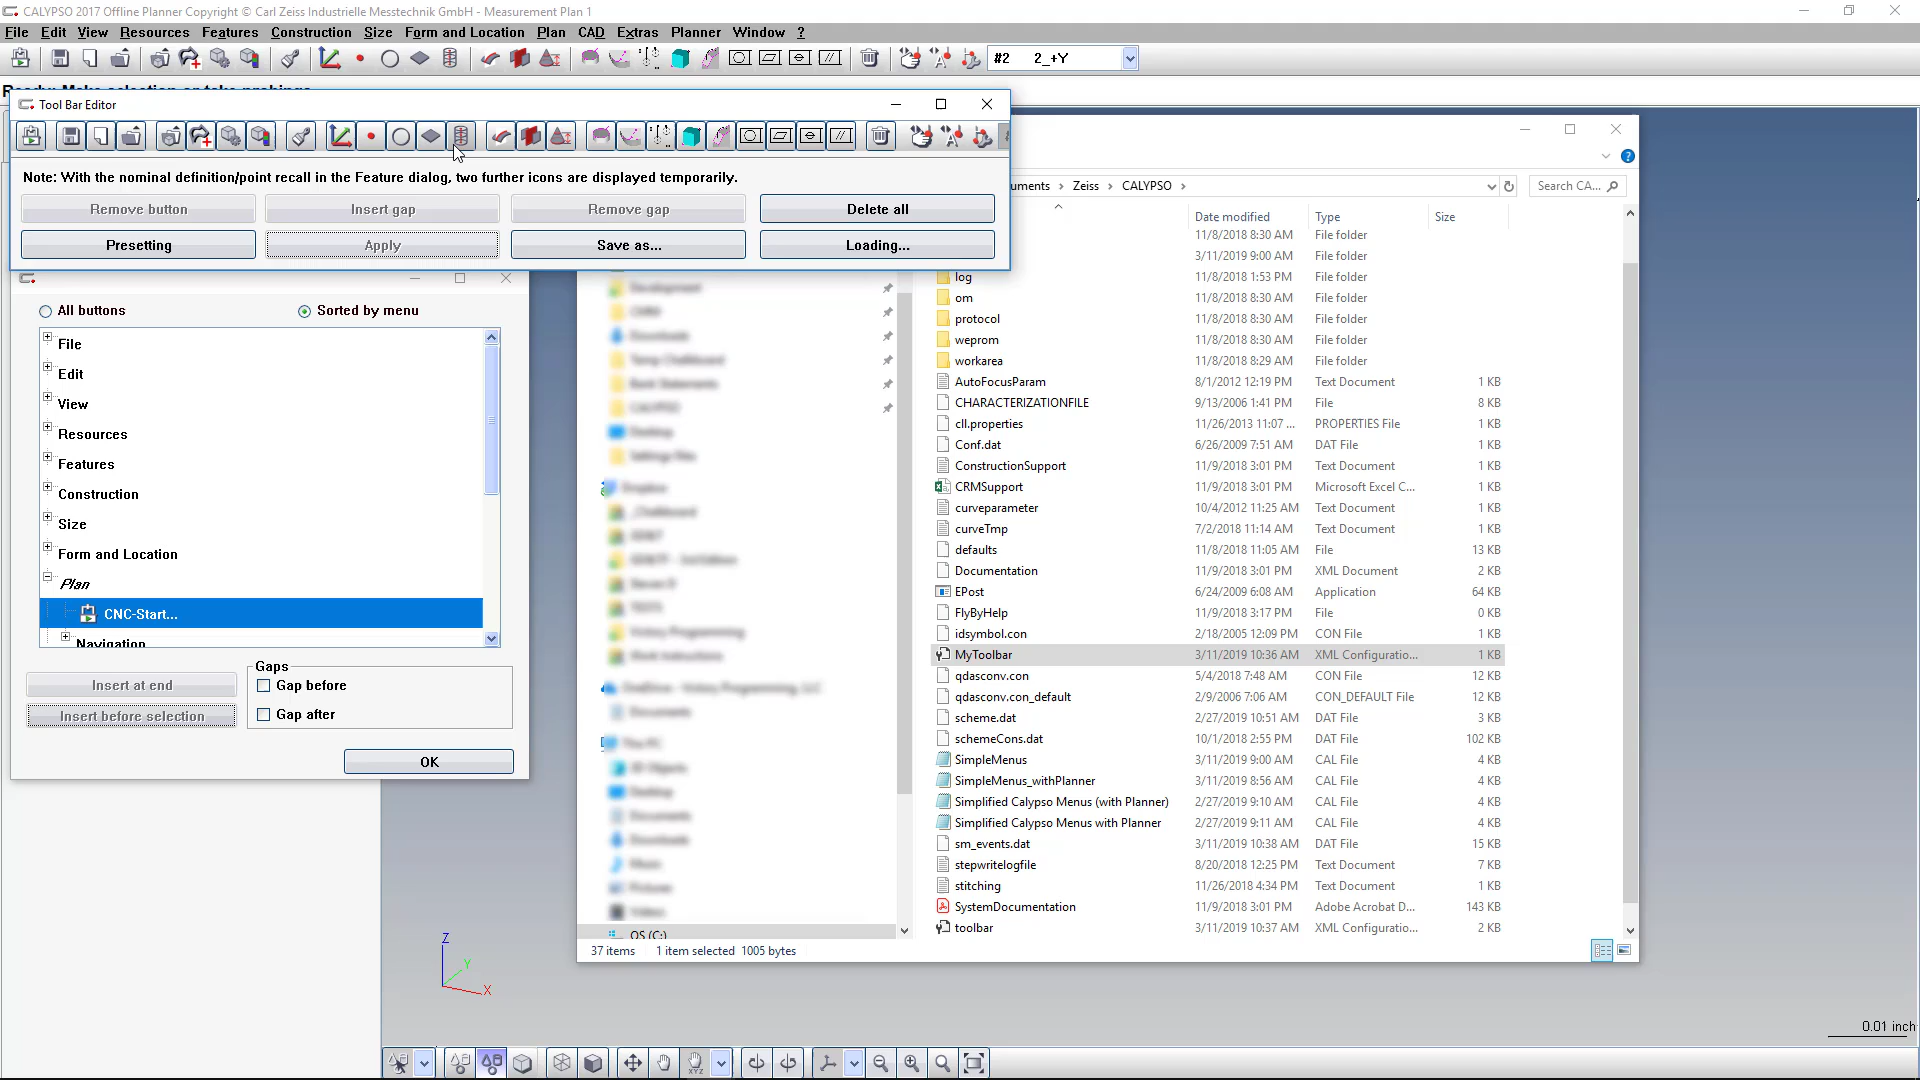 CALYPSO 2017 Offline Planner Copyright © Carl Zeiss Industrielle Messtechnik GmbH - Measurement Plan 1
File Edit View Resources Features Construction Size Form and Location Plan CAD Extras Planner Window ?
#2 2_+Y
Tool Bar Editor
Note: With the nominal definition/point recall in the Feature dialog, two further icons are displayed temporarily.
Remove button Insert gap Remove gap Delete all
Presetting Apply Save as... Loading...
All buttons Sorted by menu
File
Edit
View
Resources
Features
Construction
Size
Form and Location
Plan
CNC-Start...
Navigation
Insert at end
Insert before selection
Gaps
Gap before
Gap after
OK
Zeiss > CALYPSO >
Search CA...
Date modified Type Size
11/8/2018 8:30 AM File folder
3/11/2019 9:00 AM File folder
log 11/8/2018 1:53 PM File folder
om 11/8/2018 8:30 AM File folder
protocol 11/8/2018 8:30 AM File folder
weprom 11/8/2018 8:30 AM File folder
workarea 11/8/2018 8:29 AM File folder
AutoFocusParam 8/1/2012 12:19 PM Text Document 1 KB
CHARACTERIZATIONFILE 9/13/2006 1:41 PM File 8 KB
cll.properties 11/26/2013 11:07 ... PROPERTIES File 1 KB
Conf.dat 6/26/2009 7:51 AM DAT File 1 KB
ConstructionSupport 11/9/2018 3:01 PM Text Document 1 KB
CRMSupport 11/9/2018 3:01 PM Microsoft Excel C... 1 KB
curveparameter 10/4/2012 11:25 AM Text Document 1 KB
curveTmp 7/2/2018 11:14 AM Text Document 1 KB
defaults 11/8/2018 11:05 AM File 13 KB
Documentation 11/9/2018 3:01 PM XML Document 2 KB
EPost 6/24/2009 6:08 AM Application 64 KB
FlyByHelp 11/9/2018 3:17 PM File 0 KB
idsymbol.con 2/18/2005 12:09 PM CON File 1 KB
MyToolbar 3/11/2019 10:36 AM XML Configuratio... 1 KB
qdasconv.con 5/4/2018 7:48 AM CON File 12 KB
qdasconv.con_default 2/9/2006 7:06 AM CON_DEFAULT File 12 KB
scheme.dat 2/27/2019 10:51 AM DAT File 3 KB
schemeCons.dat 10/1/2018 2:55 PM DAT File 102 KB
SimpleMenus 3/11/2019 9:00 AM CAL File 4 KB
SimpleMenus_withPlanner 3/11/2019 8:56 AM CAL File 4 KB
Simplified Calypso Menus (with Planner) 2/27/2019 9:10 AM CAL File 4 KB
Simplified Calypso Menus with Planner 2/27/2019 9:11 AM CAL File 4 KB
sm_events.dat 3/11/2019 10:38 AM DAT File 15 KB
stepwritelogfile 8/20/2018 12:25 PM Text Document 7 KB
stitching 11/26/2018 4:34 PM Text Document 1 KB
SystemDocumentation 11/9/2018 3:01 PM Adobe Acrobat D... 143 KB
toolbar 3/11/2019 10:37 AM XML Configuratio... 2 KB
OS (C:)
37 items 1 item selected 1005 bytes
Z
Y
X
0.01 inch